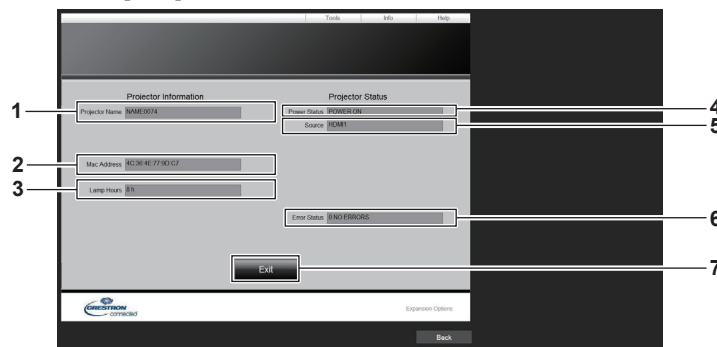 Tools Info Help
Projector Information Projector Status
1 Projector Name NAME0074 Power Status POWER ON 4
Source HDMI1 5
2 Mac Address 4C:36:4E:77:9D:C7
3 Lamp Hours 8 h
Error Status 0:NO ERRORS 6
Exit 7
CRESTRON Expansion Options
connected
Back